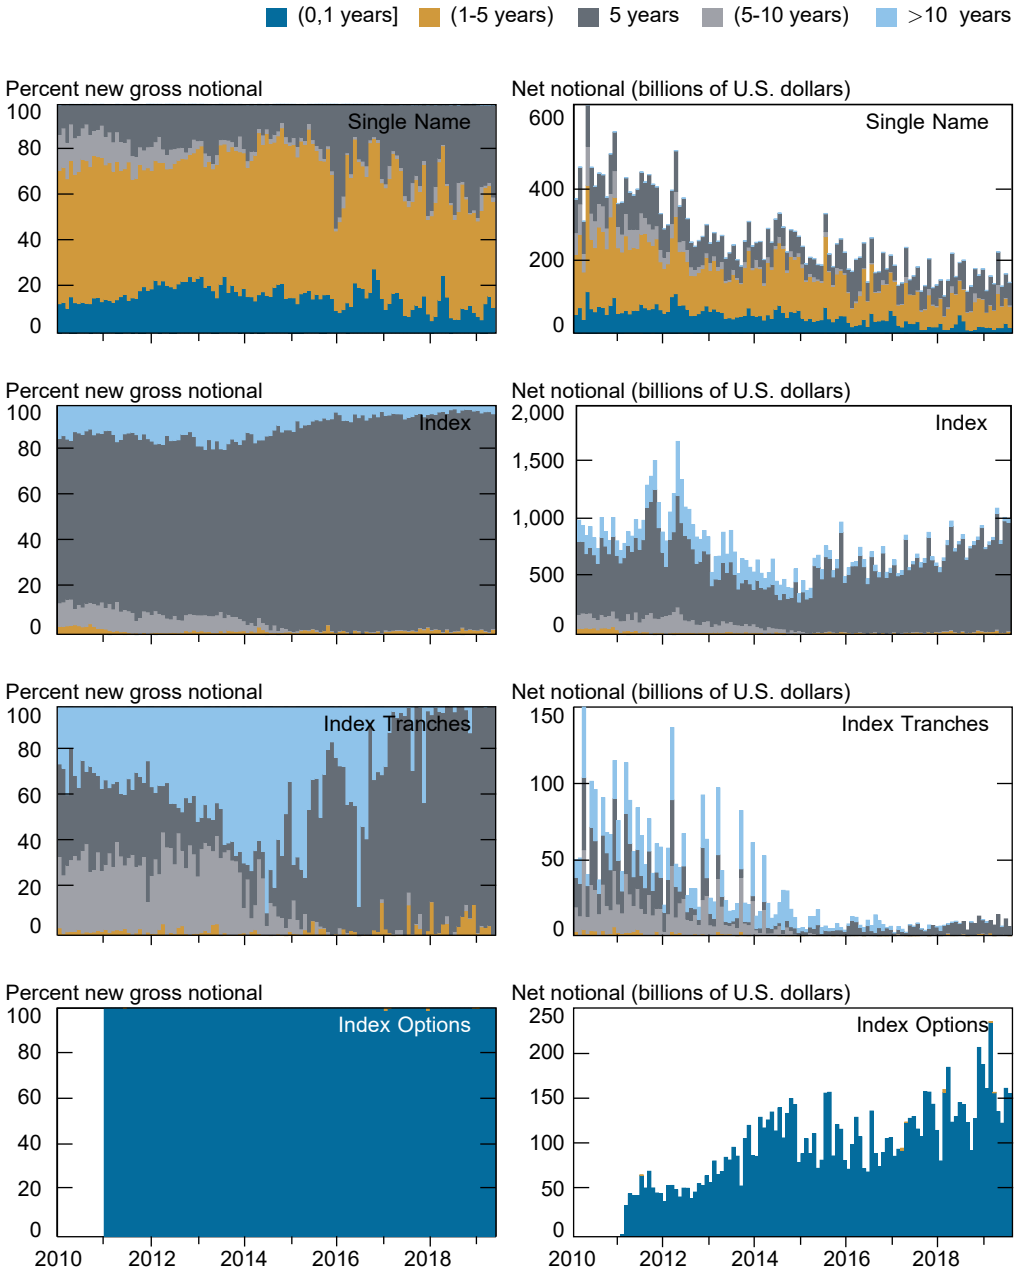 (0,1 years] (1-5 years) 5 years (5-10 years) >10 years
Percent new gross notional Net notional (billions of U.S. dollars)
100 Single Name 600 Single Name
80
60 400
40
20 200
0 0
Percent new gross notional Net notional (billions of U.S. dollars)
100 Index 2,000 Index
80 1,500
60 1,000
40
20 500
0 0
Percent new gross notional Net notional (billions of U.S. dollars)
100 Index Tranches 150 Index Tranches
80 100
60
40 50
20
0 0
Percent new gross notional Net notional (billions of U.S. dollars)
100 Index Options 250 Index Options
80 200
60 150
40 100
20 50
0 0
2010 2012 2014 2016 2018 2010 2012 2014 2016 2018